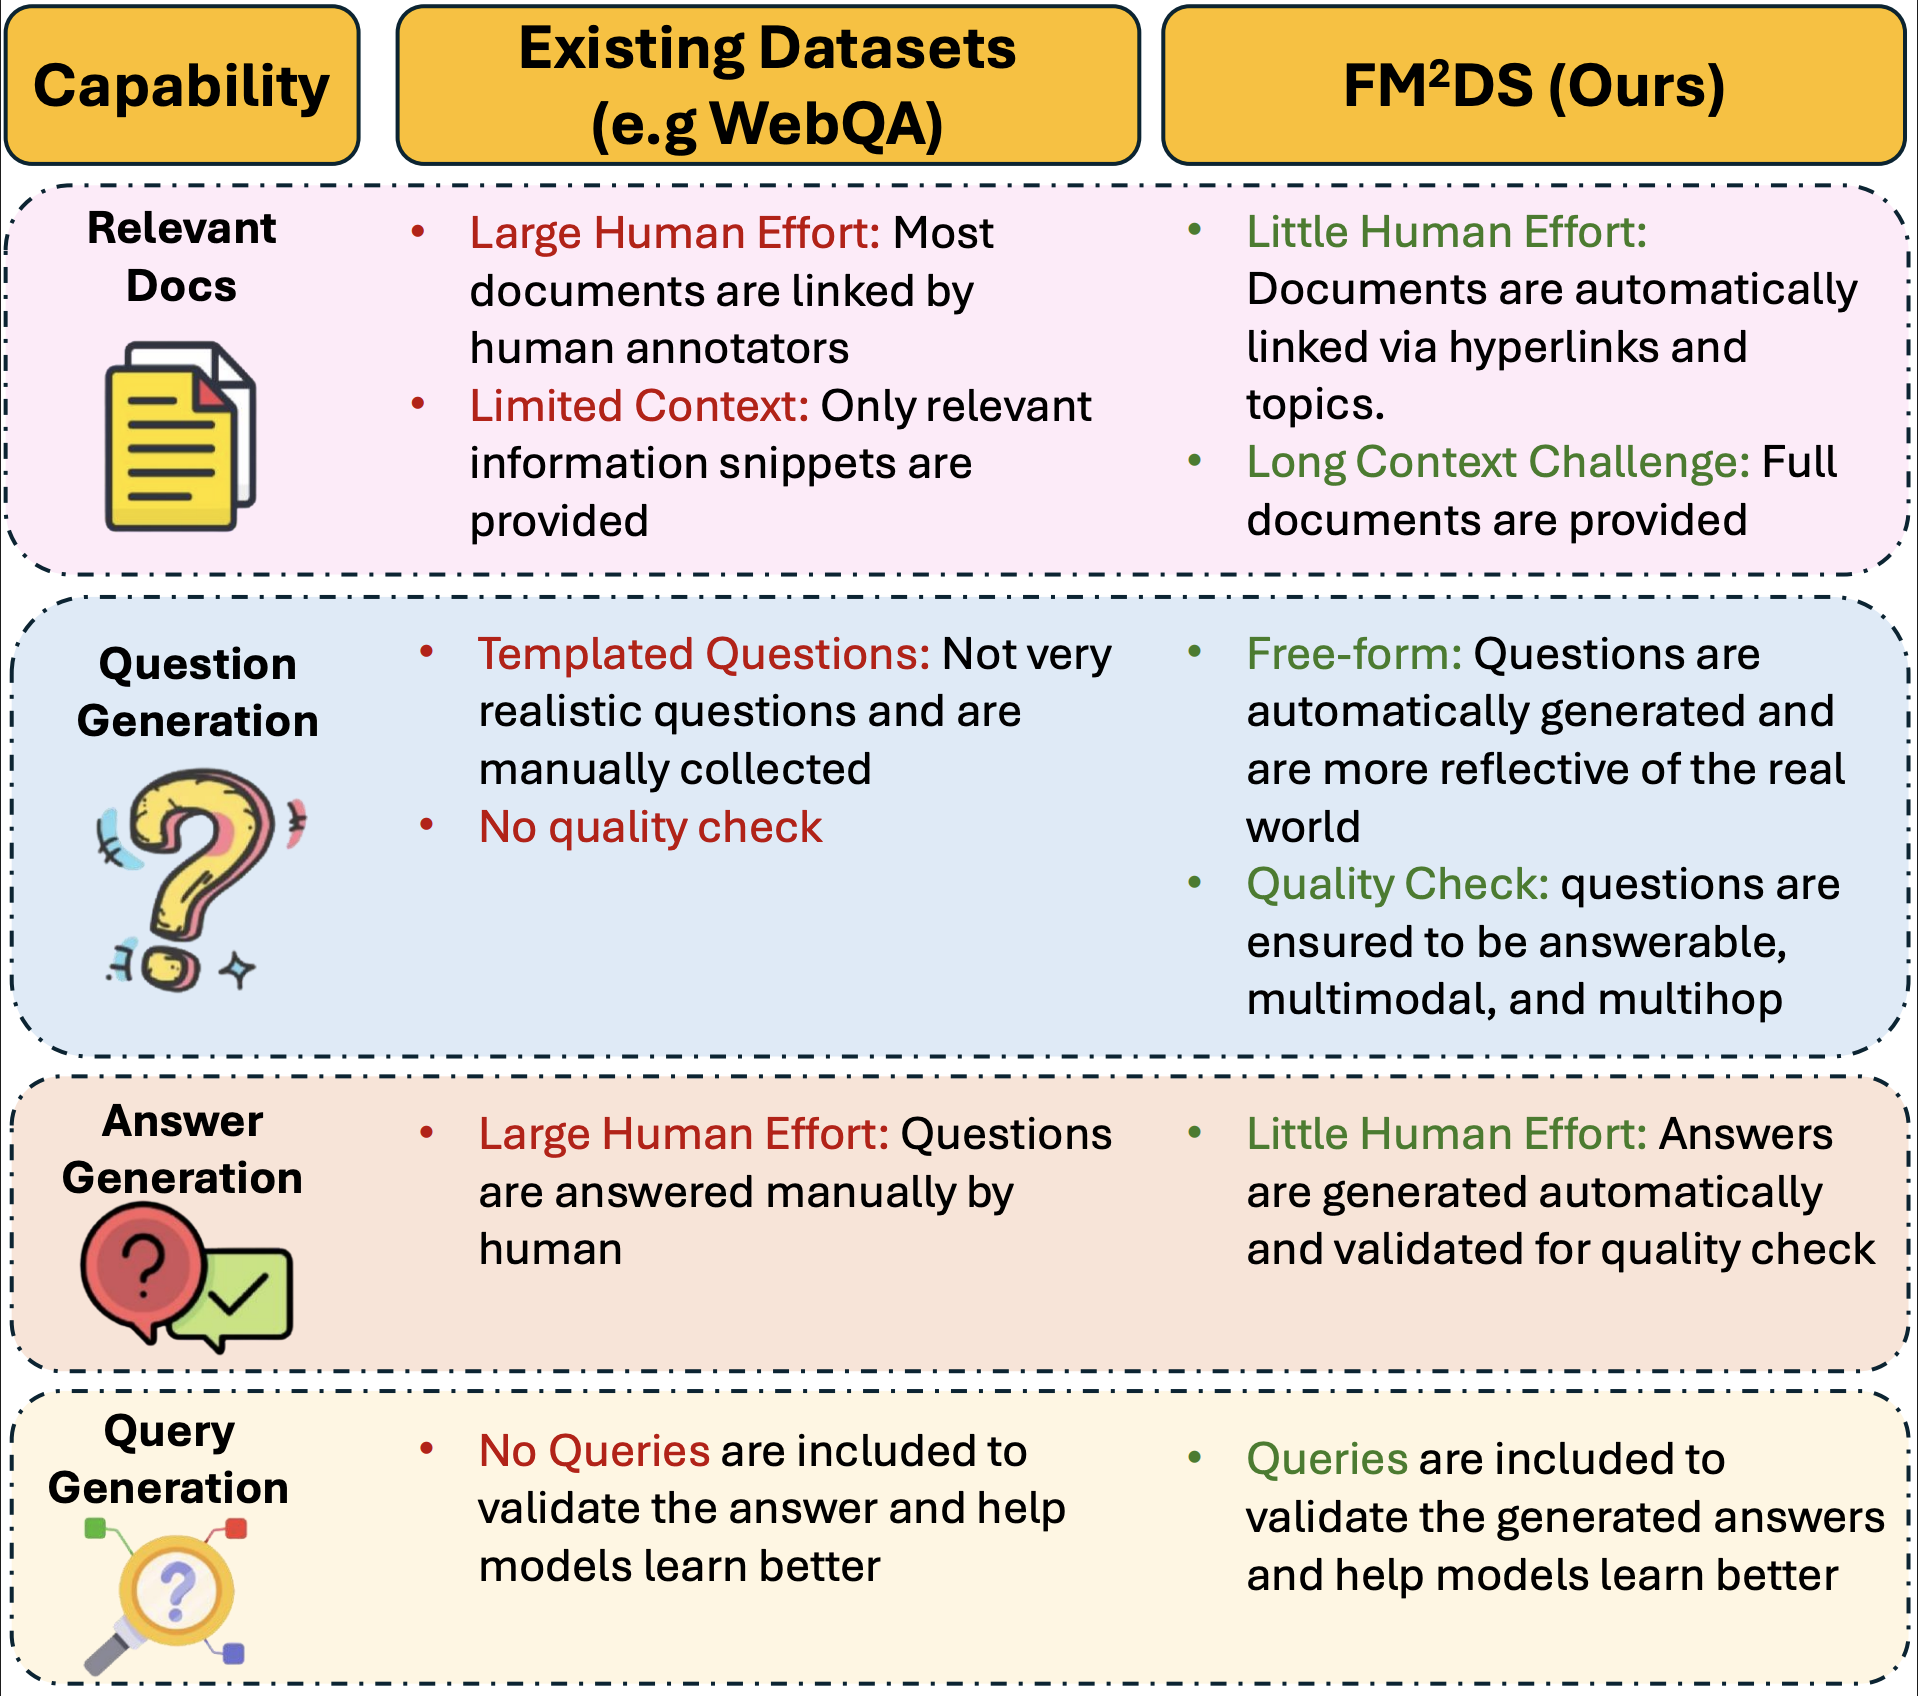 Capability
Existing Datasets
(e.g WebQA)
FM²DS (Ours)
Relevant
Docs
• Large Human Effort: Most
documents are linked by
human annotators
• Limited Context: Only relevant
information snippets are
provided
• Little Human Effort:
Documents are automatically
linked via hyperlinks and
topics.
• Long Context Challenge: Full
documents are provided
Question
Generation
• Templated Questions: Not very
realistic questions and are
manually collected
• No quality check
• Free-form: Questions are
automatically generated and
are more reflective of the real
world
• Quality Check: questions are
ensured to be answerable,
multimodal, and multihop
Answer
Generation
• Large Human Effort: Questions
are answered manually by
human
• Little Human Effort: Answers
are generated automatically
and validated for quality check
Query
Generation
• No Queries are included to
validate the answer and help
models learn better
• Queries are included to
validate the generated answers
and help models learn better